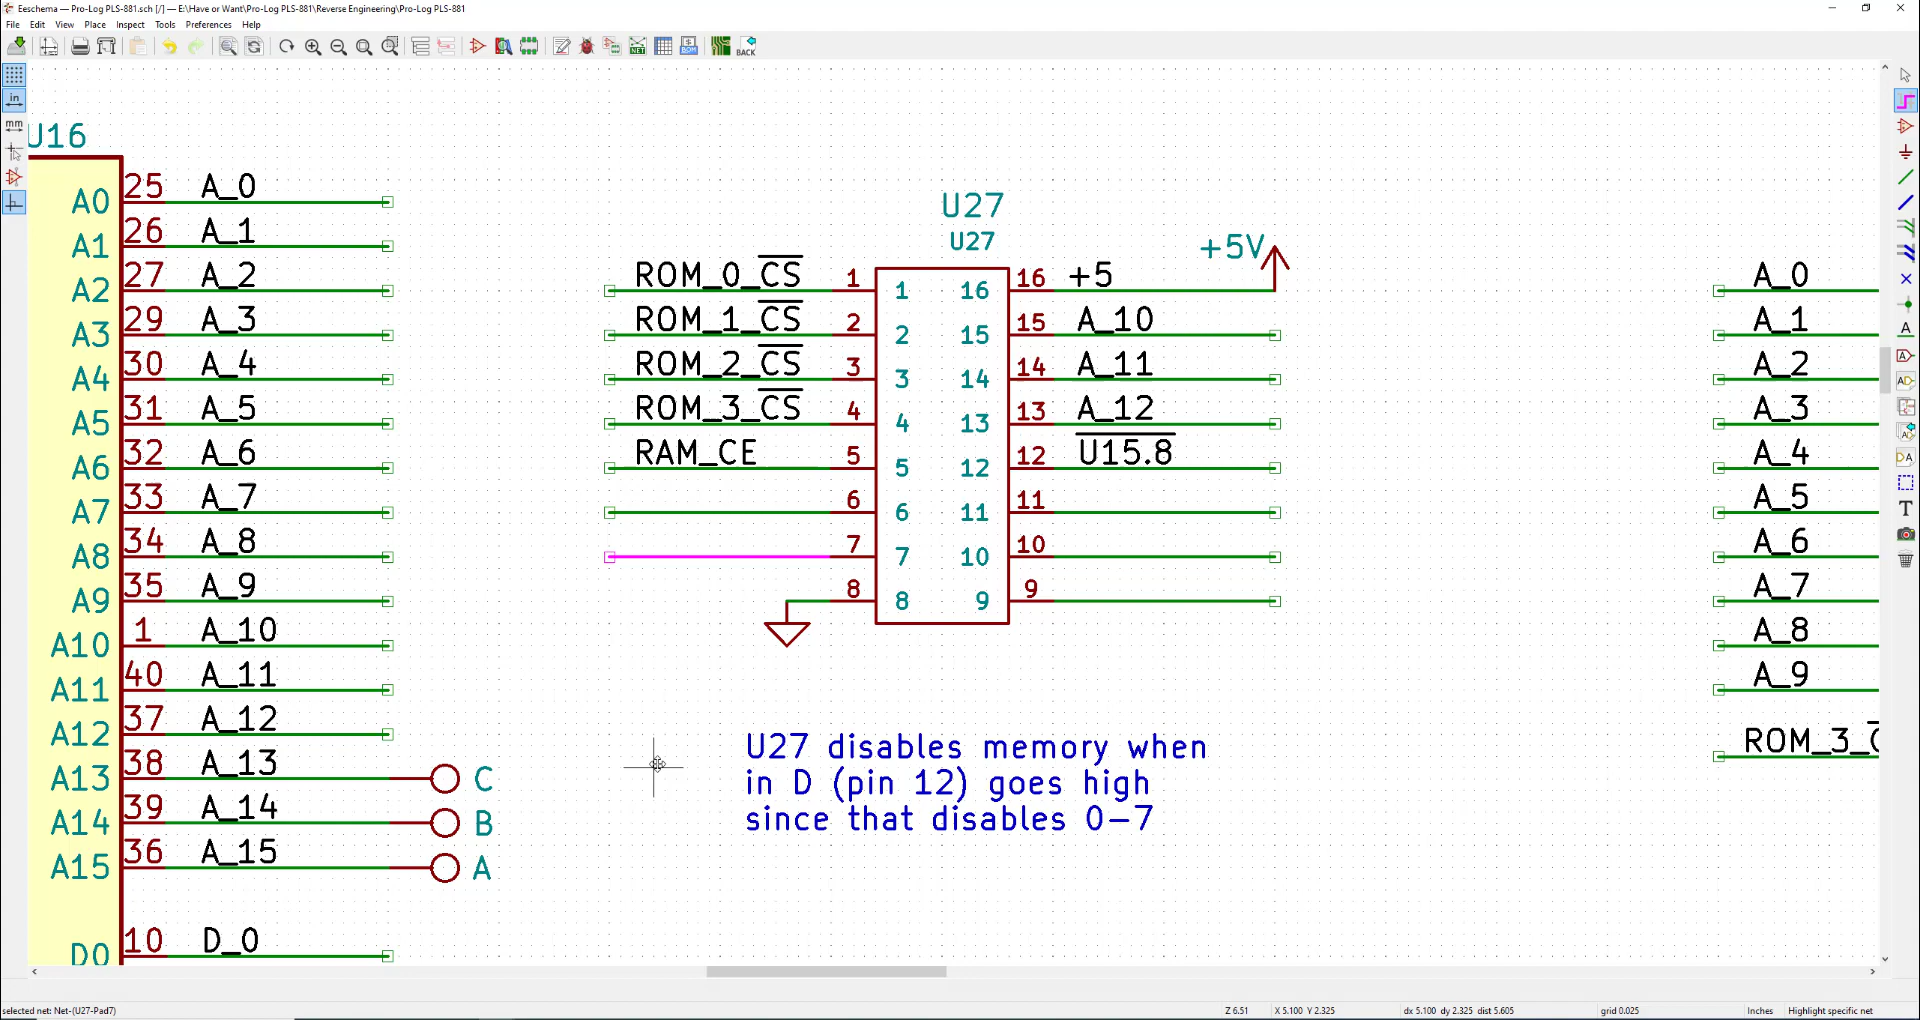 Eeschema — Pro-Log PLS-881.sch [/] — E:\Have or Want\Pro-Log PLS-881\Reverse Engineering\Pro-Log PLS-881
File Edit View Place Inspect Tools Preferences Help
NET
BOM
BACK
in
mm
U16
A0 25 A_0
A1 26 A_1
A2 27 A_2
A3 29 A_3
A4 30 A_4
A5 31 A_5
A6 32 A_6
A7 33 A_7
A8 34 A_8
A9 35 A_9
A10 1 A_10
A11 40 A_11
A12 37 A_12
A13 38 A_13 C
A14 39 A_14 B
A15 36 A_15 A
D0 10 D_0
U27
U27
+5V
ROM_0_CS 1 1 16 16 +5
ROM_1_CS 2 2 15 15 A_10
ROM_2_CS 3 3 14 14 A_11
ROM_3_CS 4 4 13 13 A_12
RAM_CE 5 5 12 12 U15.8
6 6 11 11
7 7 10 10
8 8 9 9
U27 disables memory when
in D (pin 12) goes high
since that disables 0-7
A_0
A_1
A_2
A_3
A_4
A_5
A_6
A_7
A_8
A_9
ROM_3_C
selected net: Net-(U27-Pad7) Z 6.51 X 5.100 Y 2.325 dx 5.100 dy 2.325 dist 5.605 grid 0.025 Inches Highlight specific net